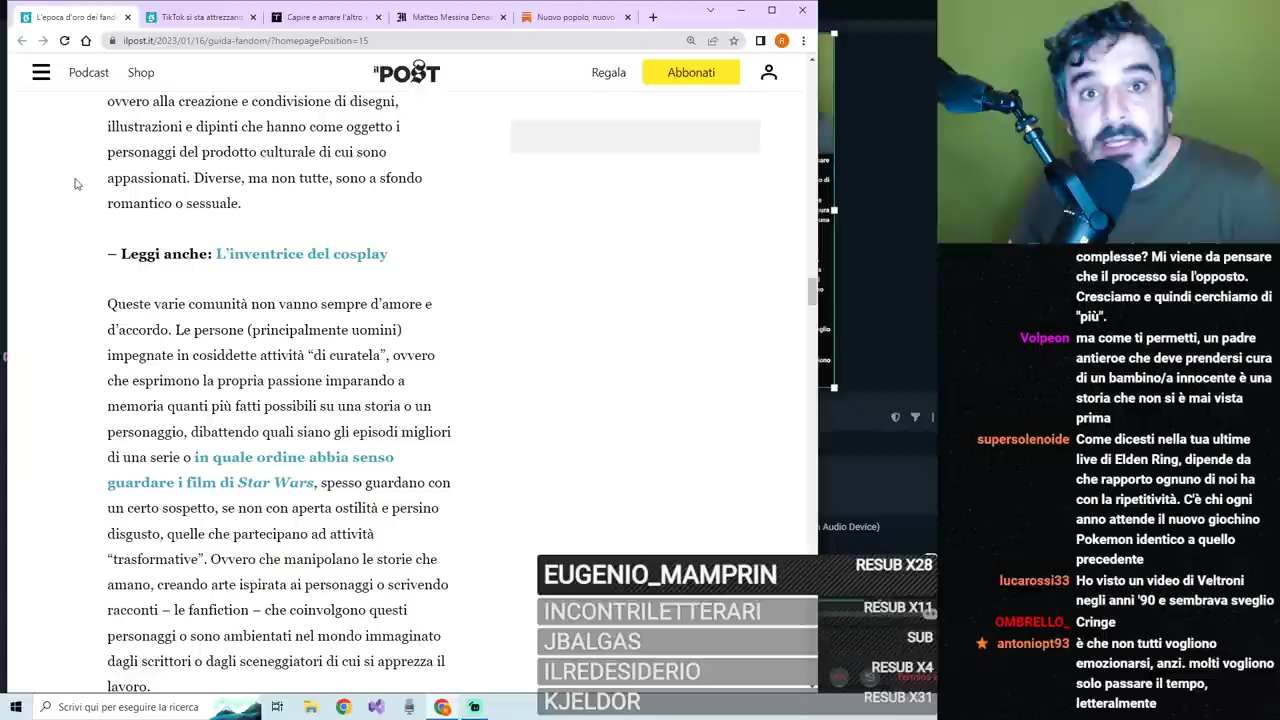 L'epoca d'oro dei fandom
TikTok si sta attrezzando
Capire e amare l'altro
Matteo Messina Dena
Nuovo popolo, nuovo
ilpost.it/2023/01/16/guida-fandom/?homepagePosition=15
Podcast
Shop
il POST
Regala
Abbonati
ovvero alla creazione e condivisione di disegni,
illustrazioni e dipinti che hanno come oggetto i
personaggi del prodotto culturale di cui sono
appassionati. Diverse, ma non tutte, sono a sfondo
romantico o sessuale.
– Leggi anche: L'inventrice del cosplay
Queste varie comunità non vanno sempre d'amore e
d'accordo. Le persone (principalmente uomini)
impegnate in cosiddette attività “di curatela”, ovvero
che esprimono la propria passione imparando a
memoria quanti più fatti possibili su una storia o un
personaggio, dibattendo quali siano gli episodi migliori
di una serie o in quale ordine abbia senso
guardare i film di Star Wars, spesso guardano con
un certo sospetto, se non con aperta ostilità e persino
disgusto, quelle che partecipano ad attività
“trasformative”. Ovvero che manipolano le storie che
amano, creando arte ispirata ai personaggi o scrivendo
racconti – le fanfiction – che coinvolgono questi
personaggi o sono ambientati nel mondo immaginato
dagli scrittori o dagli sceneggiatori di cui si apprezza il
lavoro.
Audio Device)
EUGENIO_MAMPRIN RESUB X28
INCONTRILETTERARI RESUB X11
JBALGAS SUB
ILREDESIDERIO RESUB X4
KJELDOR RESUB X31
Scrivi qui per eseguire la rice
complesse? Mi viene da pensare
che il processo sia l'opposto.
Cresciamo e quindi cerchiamo di
"più".
Volpeon ma come ti permetti, un padre
antieroe che deve prendersi cura
di un bambino/a innocente è una
storia che non si è mai vista
prima
supersolenoide Come dicesti nella tua ultime
live di Elden Ring, dipende da
che rapporto ognuno di noi ha
con la ripetitività. C'è chi ogni
anno attende il nuovo giochino
Pokemon identico a quello
precedente
lucarossi33 Ho visto un video di Veltroni
negli anni '90 e sembrava sveglio
OMBRELLO_ Cringe
antoniopt93 è che non tutti vogliono
emozionarsi, anzi. molti vogliono
solo passare il tempo,
letteralmente